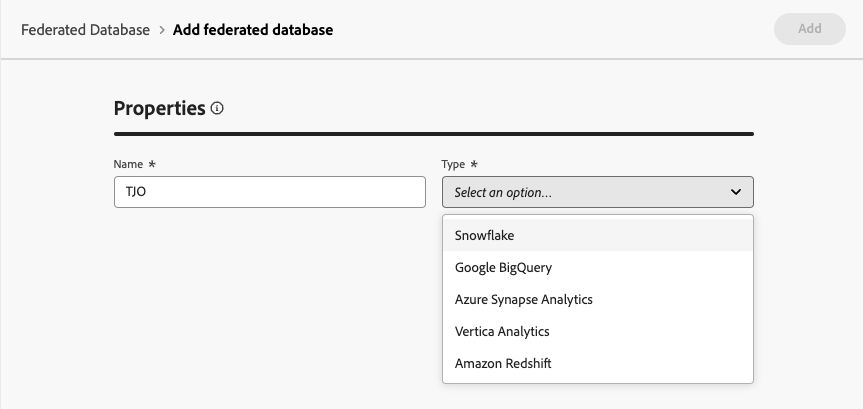 Federated Database > Add federated database
Add
Properties
Name *
Type *
TJO
Select an option...
Snowflake
Google BigQuery
Azure Synapse Analytics
Vertica Analytics
Amazon Redshift